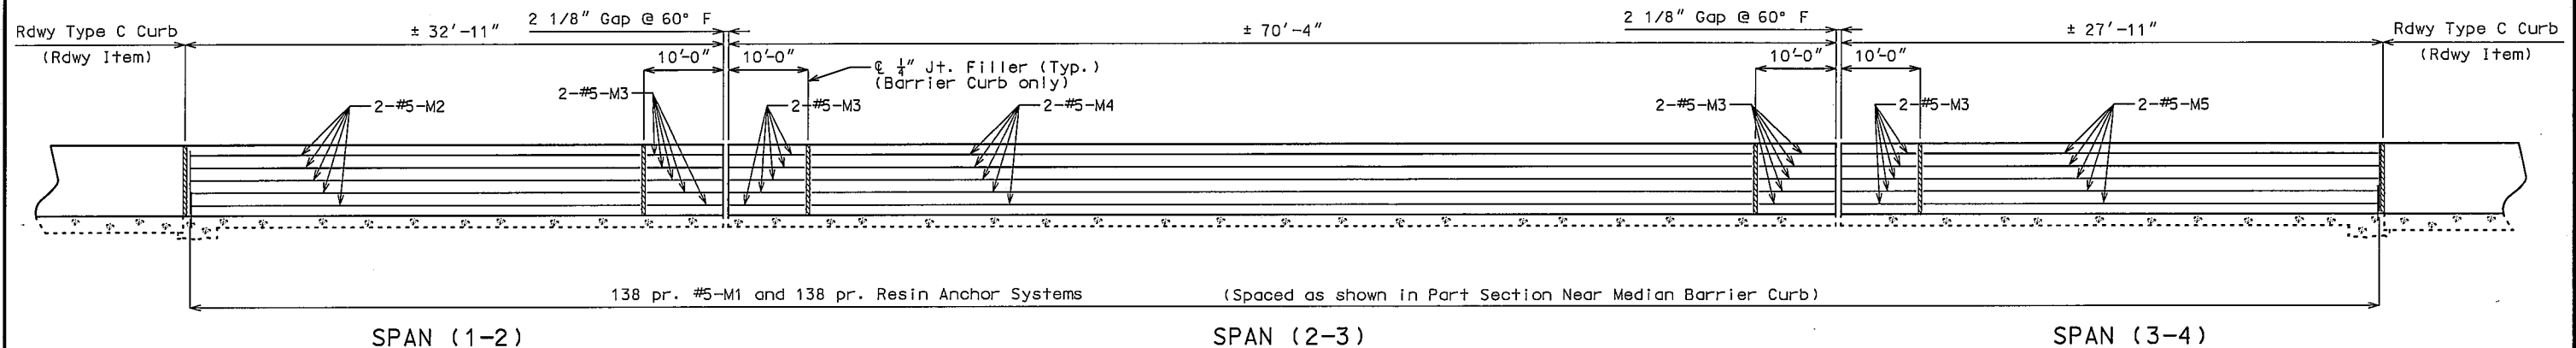 2 1/8" Gap @ 60° F
2 1/8" Gap @ 60° F
Rdwy Type C Curb
(Rdwy Item)
± 32'-11"
± 70'-4"
± 27'-11"
Rdwy Type C Curb
(Rdwy Item)
10'-0"
10'-0"
℄ 1/4" Jt. Filler (Typ.)
(Barrier Curb only)
10'-0"
10'-0"
2-#5-M2
2-#5-M3
2-#5-M3
2-#5-M4
2-#5-M3
2-#5-M3
2-#5-M5
138 pr. #5-M1 and 138 pr. Resin Anchor Systems
(Spaced as shown in Part Section Near Median Barrier Curb)
SPAN (1-2)
SPAN (2-3)
SPAN (3-4)